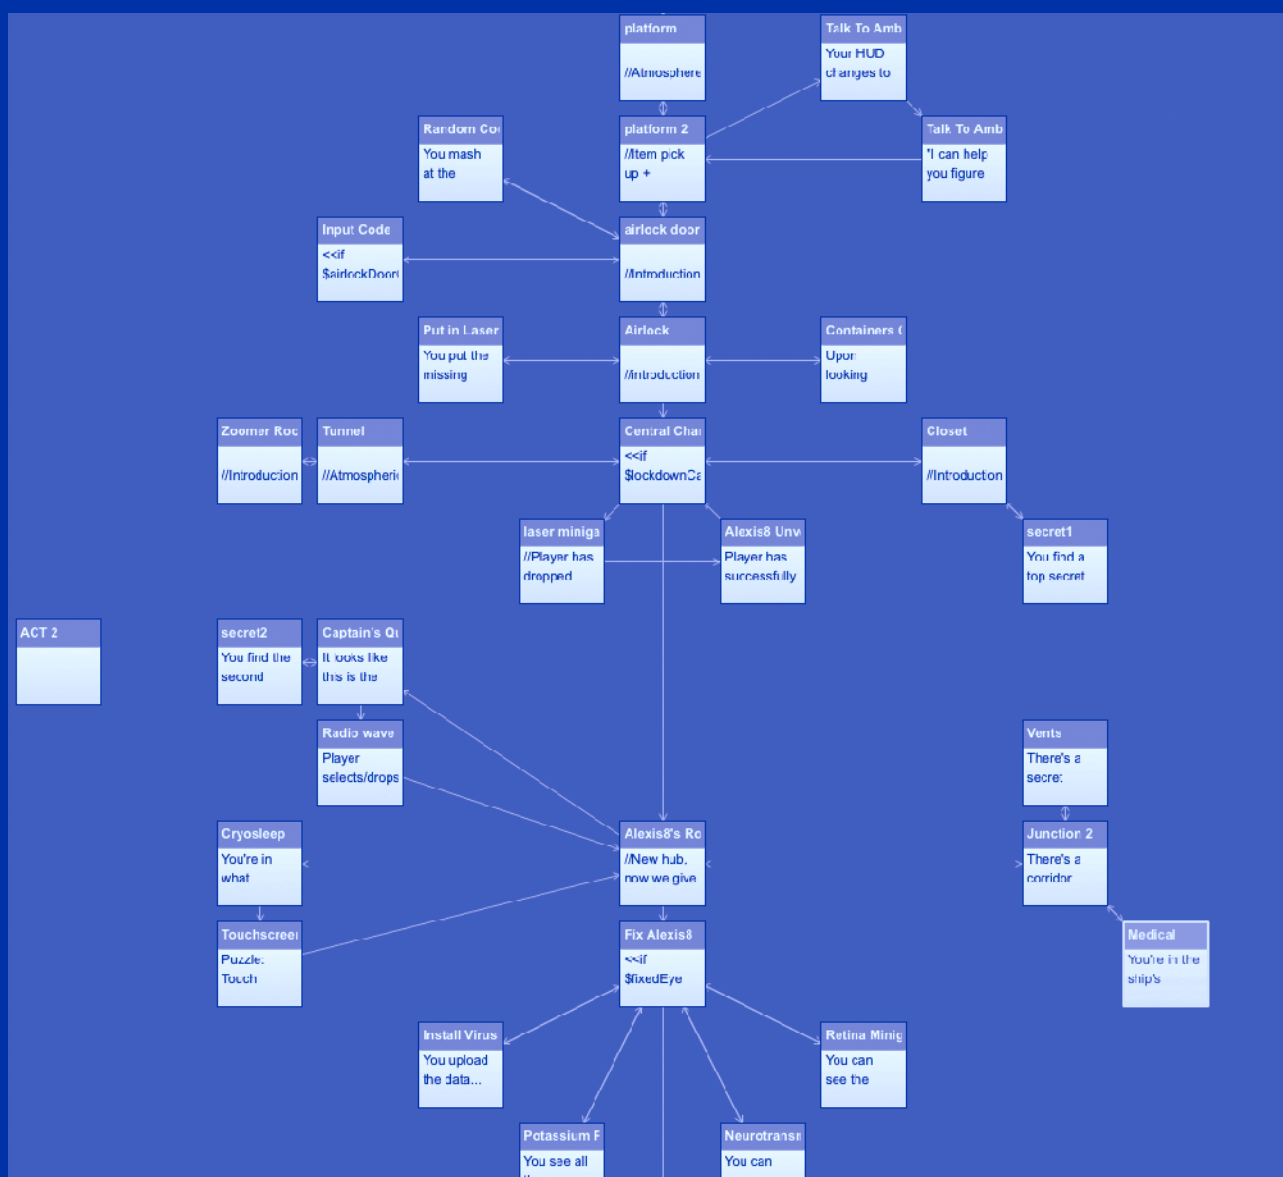 platform
//Atmosphere
Talk To Amb
Your HUD
changes to
Random Co
You mash
at the
platform 2
//Item pick
up +
Talk To Amb
"I can help
you figure
Input Code
<<if
$airlockDoor
airlock door
//Introduction
Put in Laser
You put the
missing
Airlock
//introduction
Containers
Upon
looking
Zoomer Roc
//Introduction
Tunnel
//Atmospheri
Central Cha
<<if
$lockdownCa
Closet
//Introduction
laser miniga
//Player has
dropped
Alexis8 Unv
Player has
successfully
secret1
You find a
top secret
ACT 2
secret2
You find the
second
Captain's Qu
It looks like
this is the
Radio wave
Player
selects/drops
Vents
There's a
secret
Cryosleep
You're in
what
Alexis8's Ro
//New hub,
now we give
Junction 2
There's a
corridor
Touchscreen
Puzzle:
Touch
Fix Alexis8
<<if
$fixedEye
Medical
You're in the
ship's
Install Virus
You upload
the data...
Retina Minig
You can
see the
Potassium F
You see all
Neurotransm
You can